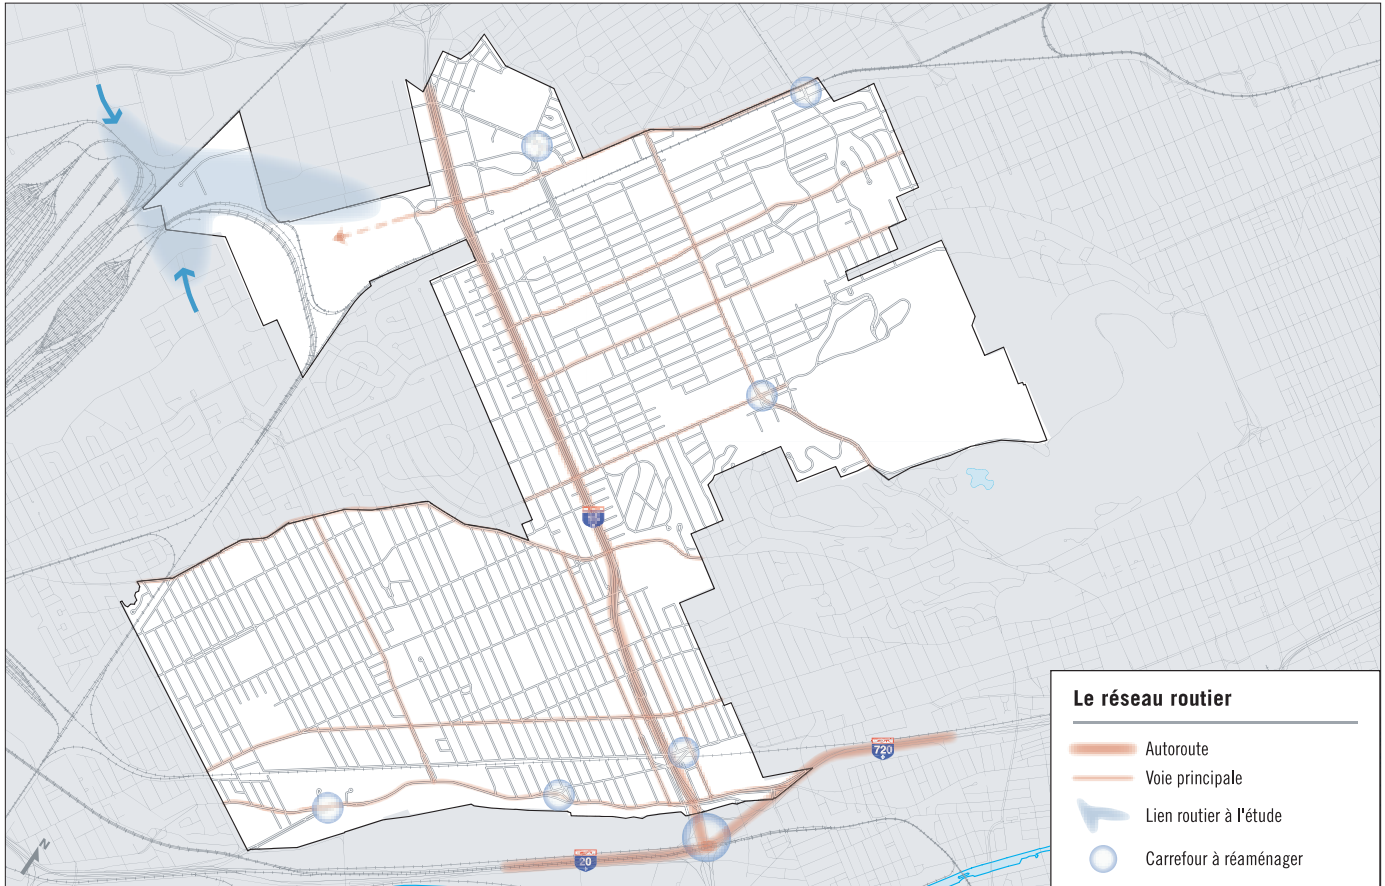 Le réseau routier
Autoroute
Voie principale
Lien routier à l'étude
Carrefour à réaménager
720
20
N